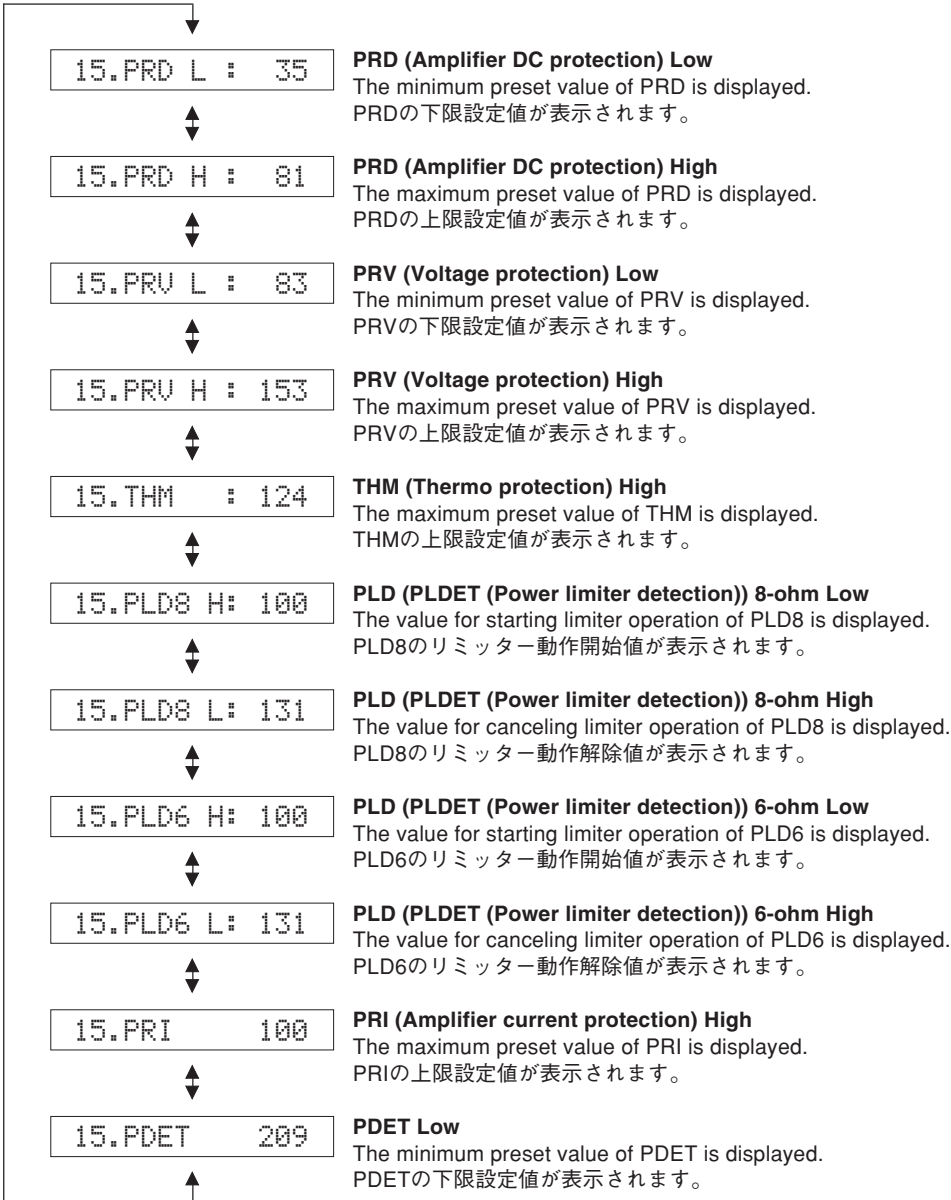 15.PRD L : 35
PRD (Amplifier DC protection) Low
The minimum preset value of PRD is displayed.
PRDの下限設定値が表示されます。
15.PRD H : 81
PRD (Amplifier DC protection) High
The maximum preset value of PRD is displayed.
PRDの上限設定値が表示されます。
15.PRV L : 83
PRV (Voltage protection) Low
The minimum preset value of PRV is displayed.
PRVの下限設定値が表示されます。
15.PRV H : 153
PRV (Voltage protection) High
The maximum preset value of PRV is displayed.
PRVの上限設定値が表示されます。
15.THM : 124
THM (Thermo protection) High
The maximum preset value of THM is displayed.
THMの上限設定値が表示されます。
15.PLD8 H: 100
PLD (PLDET (Power limiter detection)) 8-ohm Low
The value for starting limiter operation of PLD8 is displayed.
PLD8のリミッター動作開始値が表示されます。
15.PLD8 L: 131
PLD (PLDET (Power limiter detection)) 8-ohm High
The value for canceling limiter operation of PLD8 is displayed.
PLD8のリミッター動作解除値が表示されます。
15.PLD6 H: 100
PLD (PLDET (Power limiter detection)) 6-ohm Low
The value for starting limiter operation of PLD6 is displayed.
PLD6のリミッター動作開始値が表示されます。
15.PLD6 L: 131
PLD (PLDET (Power limiter detection)) 6-ohm High
The value for canceling limiter operation of PLD6 is displayed.
PLD6のリミッター動作解除値が表示されます。
15.PRI 100
PRI (Amplifier current protection) High
The maximum preset value of PRI is displayed.
PRIの上限設定値が表示されます。
15.PDET 209
PDET Low
The minimum preset value of PDET is displayed.
PDETの下限設定値が表示されます。